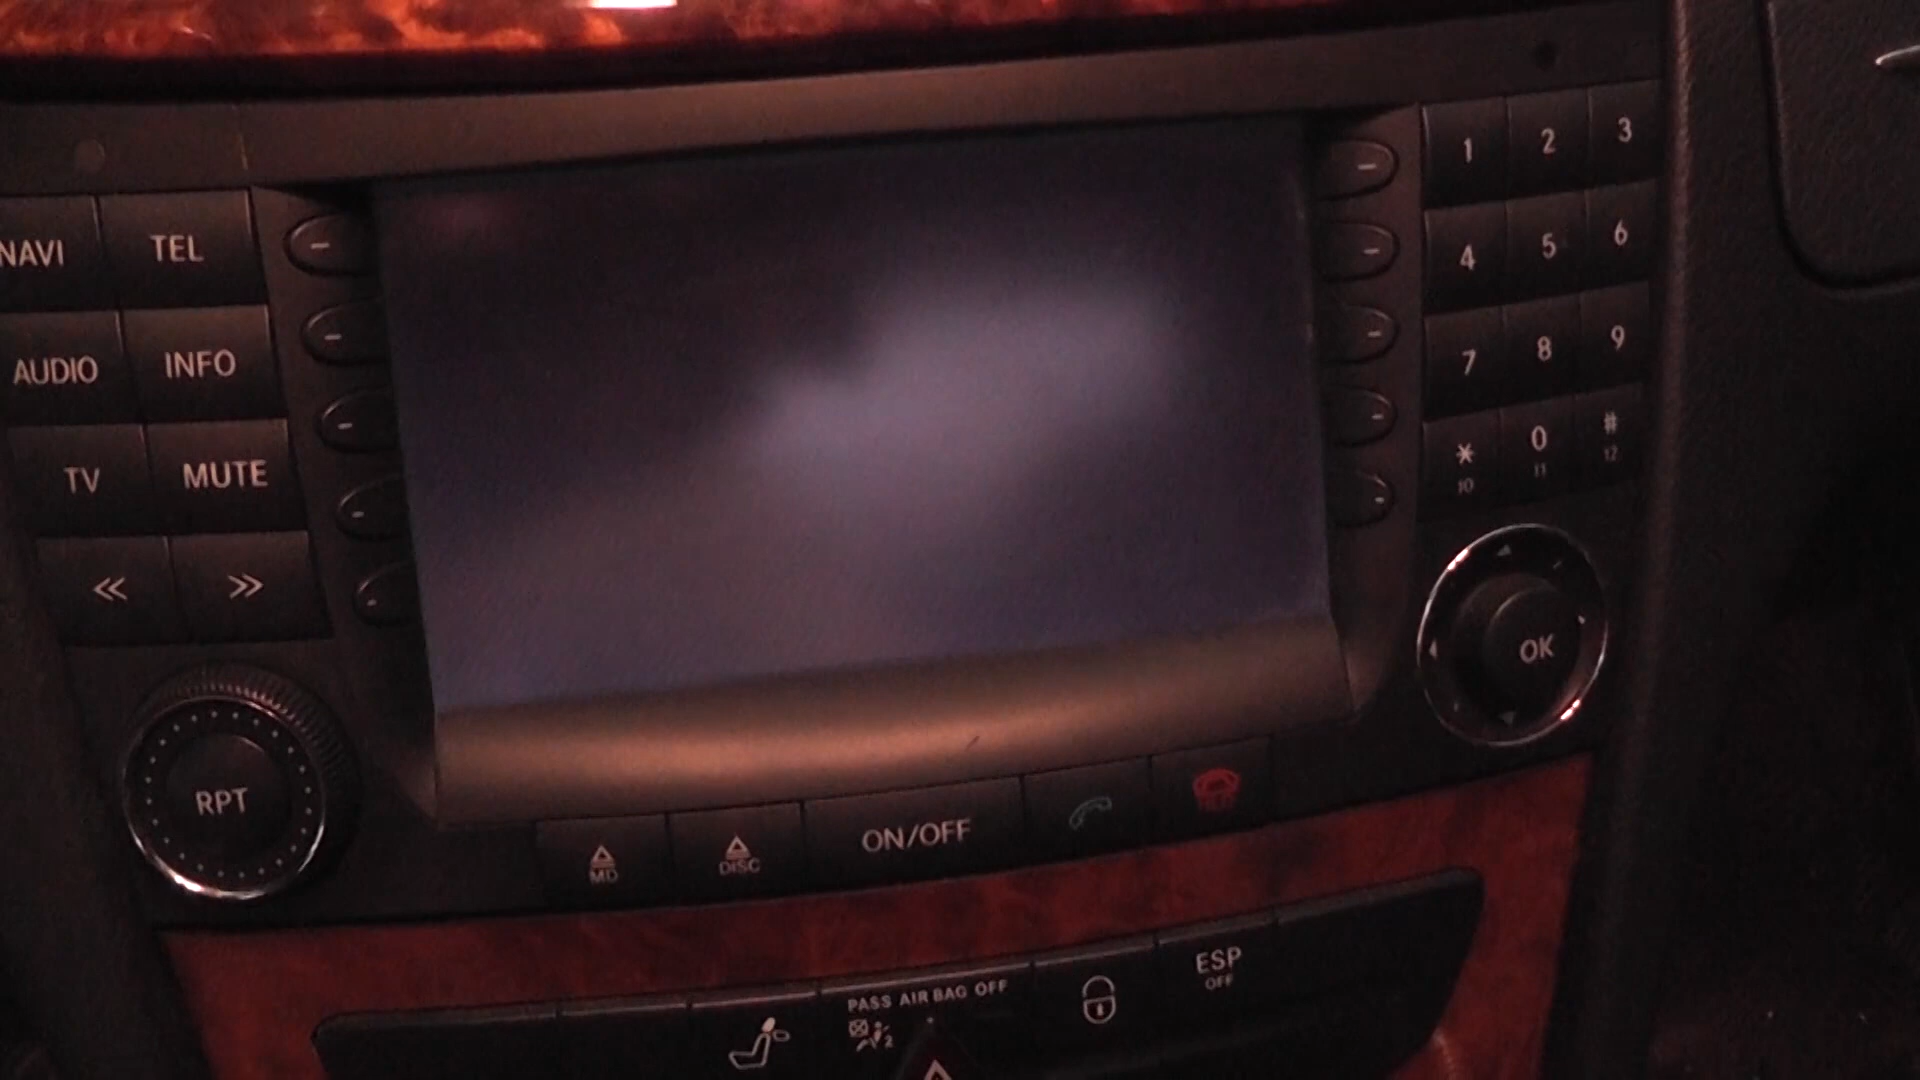 NAVI TEL
AUDIO INFO
TV MUTE
RPT
1 2 3
4 5 6
7 8 9
* 0 #
10 11 12
OK
MD
DISC
ON/OFF
PASS AIR BAG OFF
2
ESP
OFF